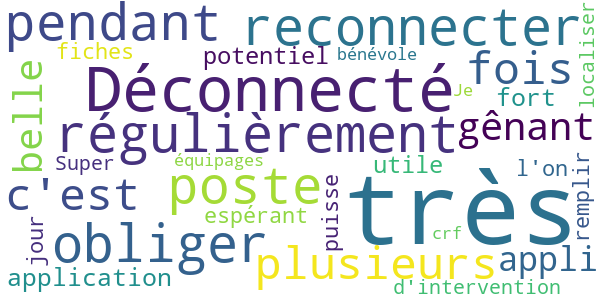 pendant
reconnecter
localiser
fiches
potentiel
bénévole
fois
belle
Déconnecté
Je
fort
régulièrement
gênant
Super
équipages
utile
l'on
remplir
c'est
poste
puisse
très
espérant
jour
obliger
crf
plusieurs
appli
application
d'intervention